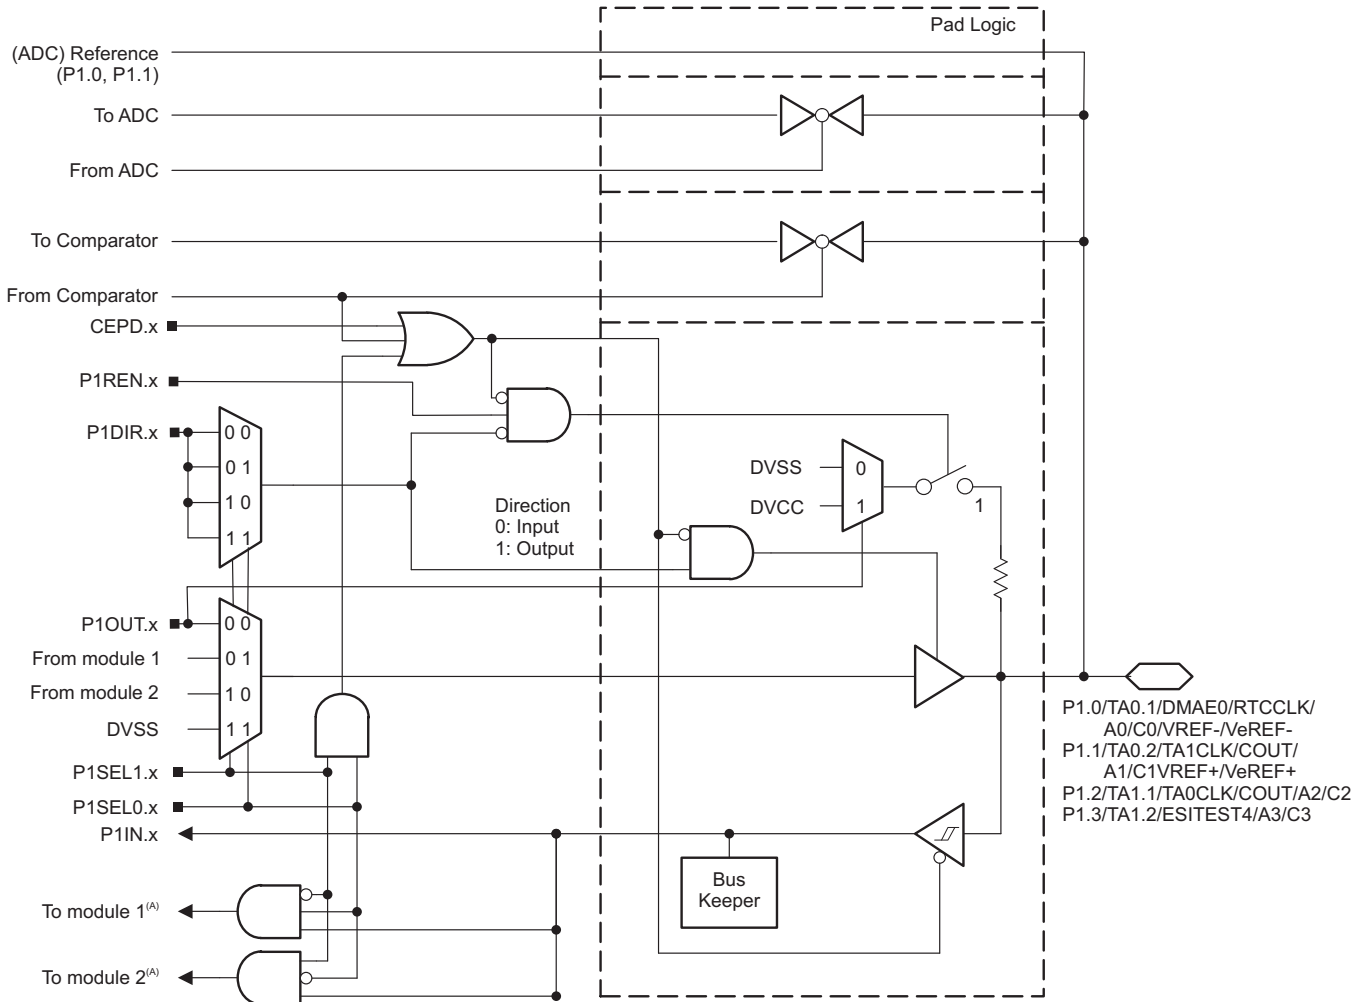 Pad Logic
(ADC) Reference
(P1.0, P1.1)
To ADC
From ADC
To Comparator
From Comparator
CEPD.x
P1REN.x
P1DIR.x
0 0
0 1
1 0
1 1
Direction
0: Input
1: Output
DVSS
0
DVCC
1
1
P1OUT.x
0 0
From module 1
0 1
From module 2
1 0
DVSS
1 1
P1SEL1.x
P1SEL0.x
P1IN.x
Bus
Keeper
To module 1(A)
To module 2(A)
P1.0/TA0.1/DMAE0/RTCCLK/
A0/C0/VREF-/VeREF-
P1.1/TA0.2/TA1CLK/COUT/
A1/C1VREF+/VeREF+
P1.2/TA1.1/TA0CLK/COUT/A2/C2
P1.3/TA1.2/ESITEST4/A3/C3